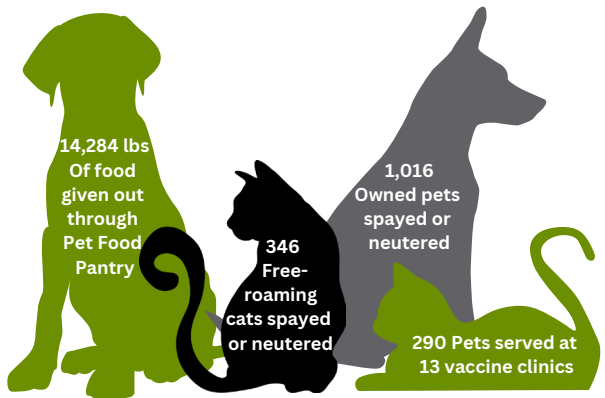 14,284 lbs
Of food
given out
through
Pet Food
Pantry
346
Free-
roaming
cats spayed
or neutered
1,016
Owned pets
spayed or
neutered
290 Pets served at
13 vaccine clinics